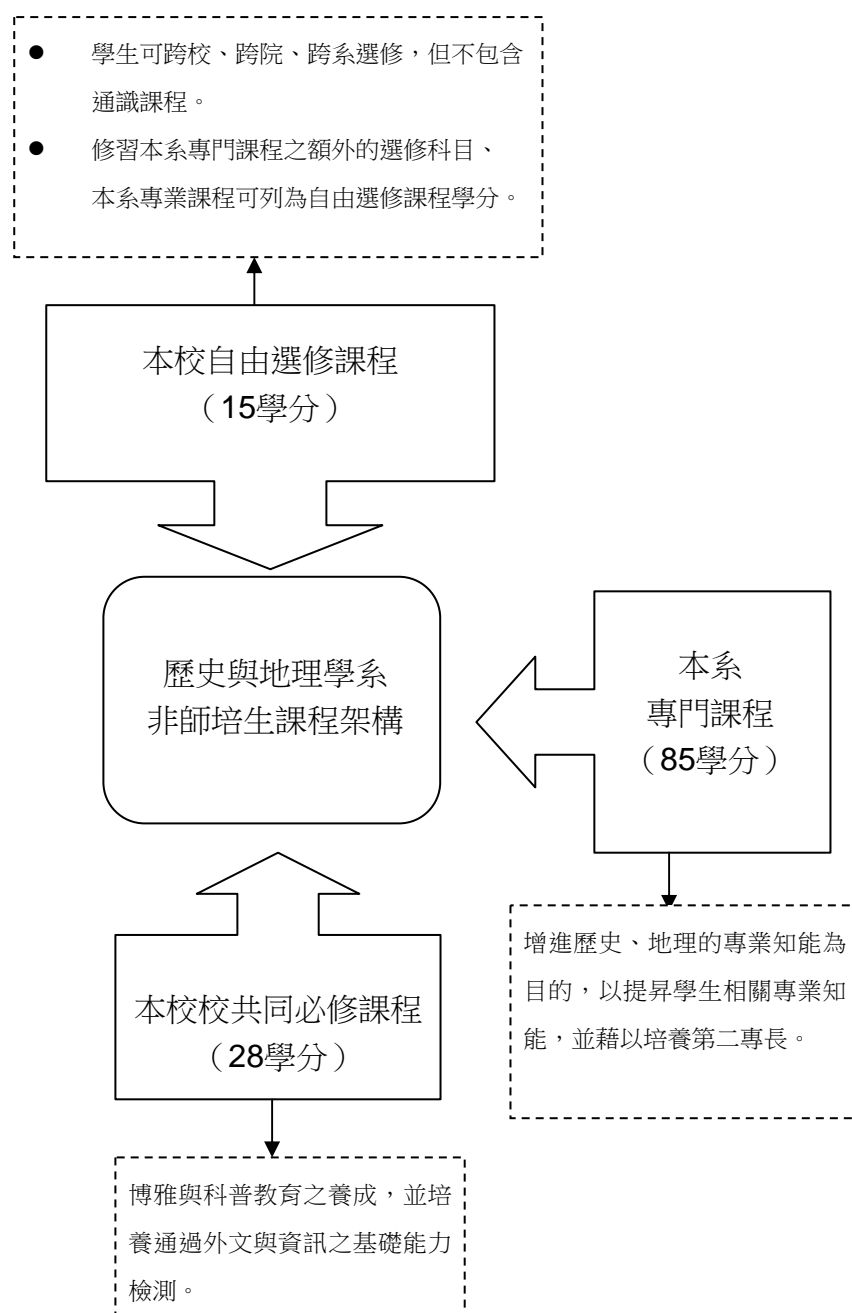 ● 學生可跨校、跨院、跨系選修，但不包含
通識課程。
● 修習本系專門課程之額外的選修科目、
本系專業課程可列為自由選修課程學分。
本校自由選修課程
（15學分）
歷史與地理學系
非師培生課程架構
本系
專門課程
（85學分）
增進歷史、地理的專業知能為
目的，以提昇學生相關專業知
能，並藉以培養第二專長。
本校校共同必修課程
（28學分）
博雅與科普教育之養成，並培
養通過外文與資訊之基礎能力
檢測。